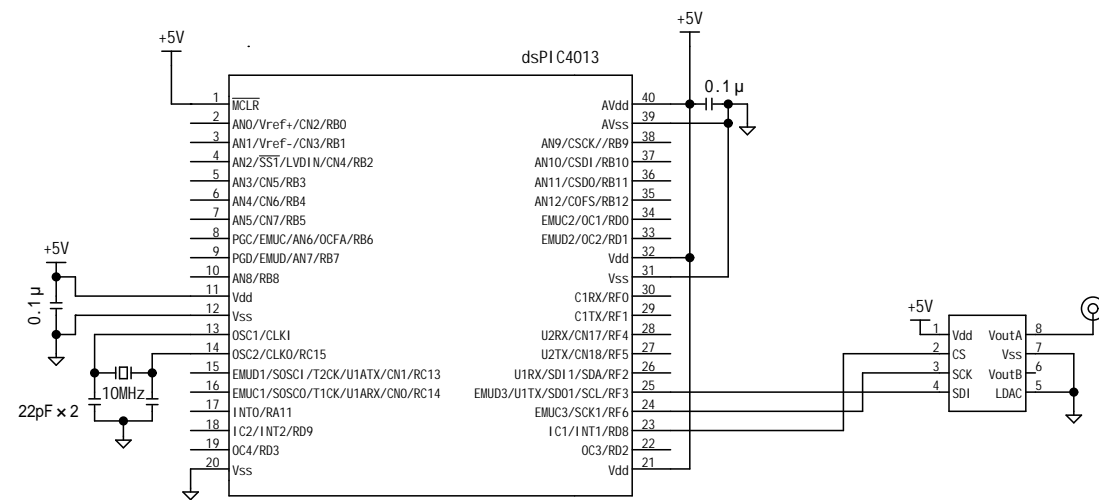 +5V
+5V
dsPIC4013
0.1μ
1 MCLR
2 AN0/Vref+/CN2/RB0
3 AN1/Vref-/CN3/RB1
4 AN2/SS1/LVDIN/CN4/RB2
5 AN3/CN5/RB3
6 AN4/CN6/RB4
7 AN5/CN7/RB5
8 PGC/EMUC/AN6/OCFA/RB6
9 PGD/EMUD/AN7/RB7
10 AN8/RB8
11 Vdd
12 Vss
13 OSC1/CLKI
14 OSC2/CLKO/RC15
15 EMUD1/SOSCI/T2CK/U1ATX/CN1/RC13
16 EMUC1/SOSCO/T1CK/U1ARX/CN0/RC14
17 INT0/RA11
18 IC2/INT2/RD9
19 OC4/RD3
20 Vss
AVdd 40
AVss 39
AN9/CSCK//RB9 38
AN10/CSDI/RB10 37
AN11/CSDO/RB11 36
AN12/COFS/RB12 35
EMUC2/OC1/RD0 34
EMUD2/OC2/RD1 33
Vdd 32
Vss 31
C1RX/RF0 30
C1TX/RF1 29
U2RX/CN17/RF4 28
U2TX/CN18/RF5 27
U1RX/SDI1/SDA/RF2 26
EMUD3/U1TX/SDO1/SCL/RF3 25
EMUC3/SCK1/RF6 24
IC1/INT1/RD8 23
OC3/RD2 22
Vdd 21
+5V
0.1μ
10MHz
22pF×2
+5V
1 Vdd VoutA 8
2 CS Vss 7
3 SCK VoutB 6
4 SDI LDAC 5